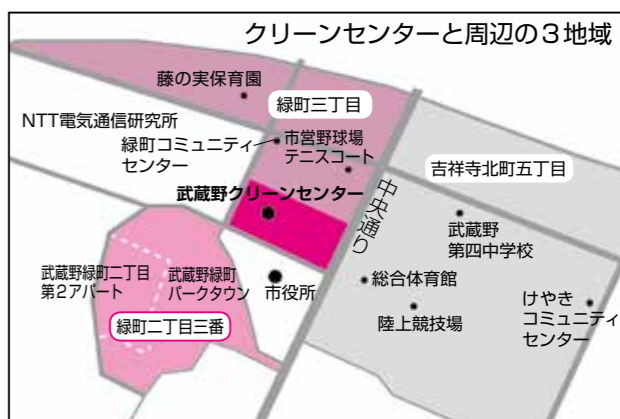 クリーンセンターと周辺の3地域
藤の実保育園
緑町三丁目
NTT電気通信研究所
緑町コミュニティ
センター
市営野球場
テニスコート
吉祥寺北町五丁目
武蔵野クリーンセンター
中央通り
武蔵野
第四中学校
武蔵野緑町二丁目
第2アパート
武蔵野緑町
パークタウン
市役所
総合体育館
陸上競技場
けやき
コミュニティ
センター
緑町二丁目三番